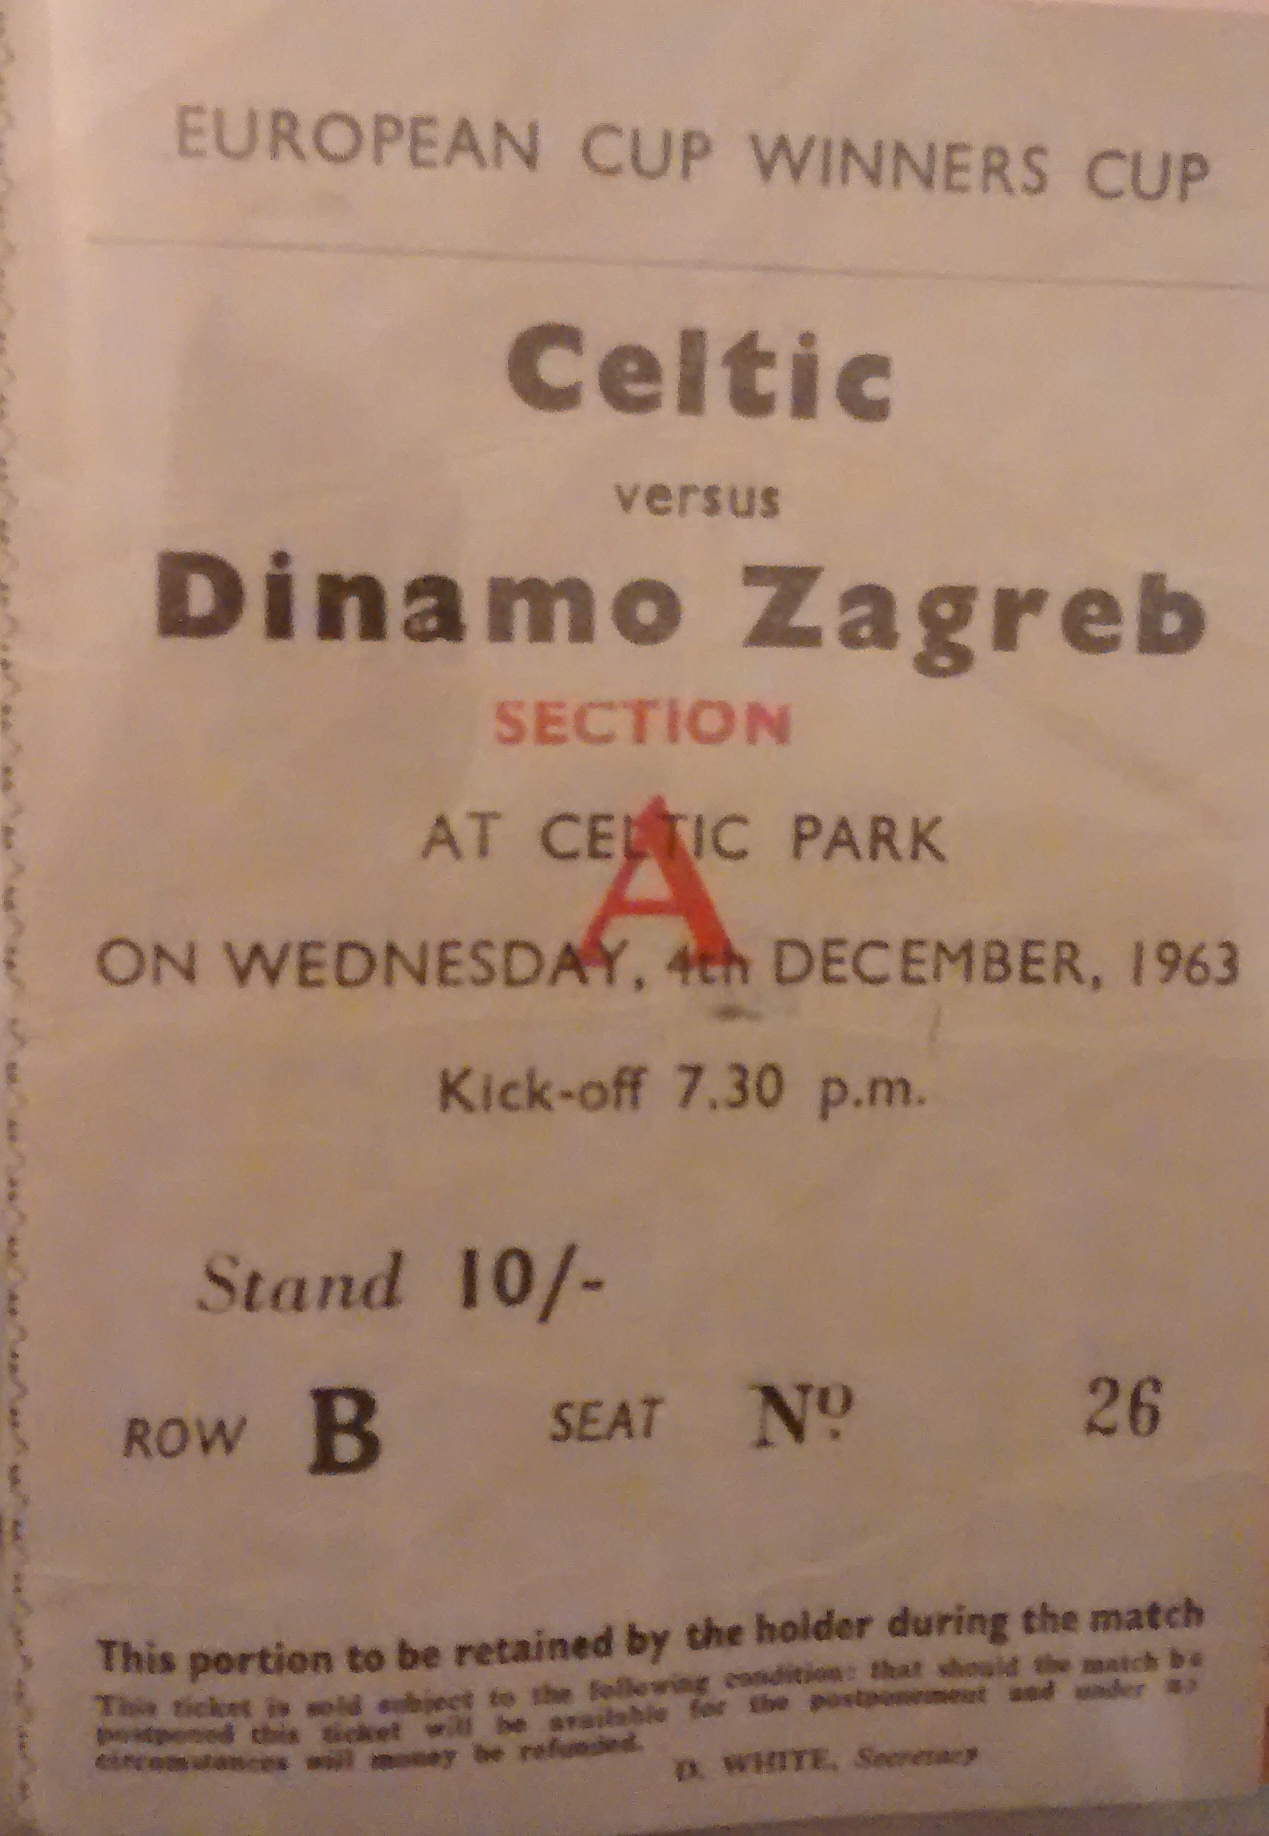 EUROPEAN CUP WINNERS CUP
Celtic
versus
Dinamo Zagreb
SECTION
A
AT CELTIC PARK
ON WEDNESDAY, 4th DECEMBER, 1963
Kick-off 7.30 p.m.
Stand 10/-
ROW B SEAT Nº 26
This portion to be retained by the holder during the match
This ticket is sold subject to the following condition: that should the match be
postponed this ticket will be available for the postponement and under no
circumstances will money be refunded.
D. WHITE, Secretary